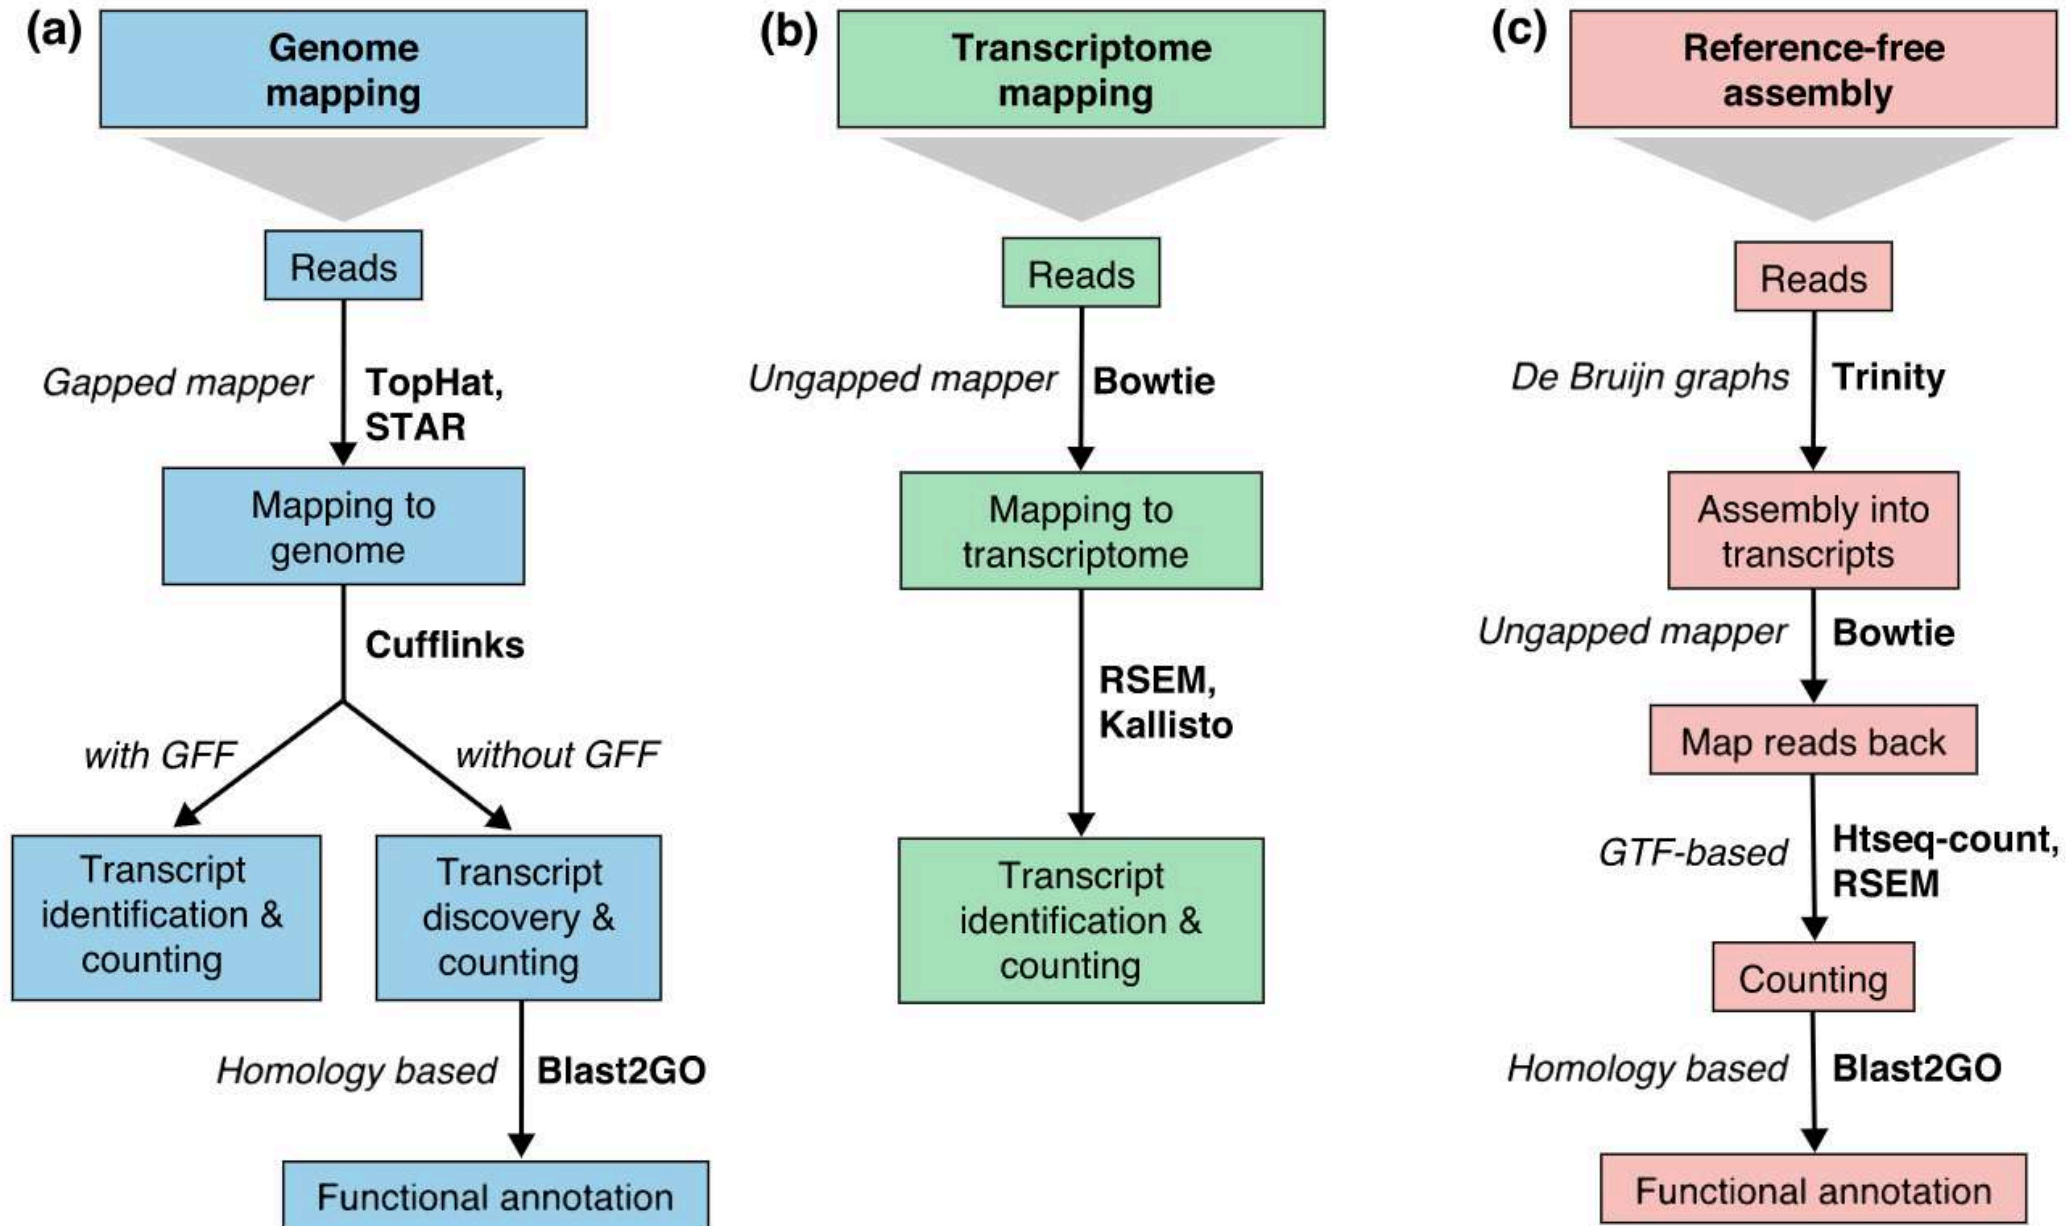 (a)
Genome
mapping
Reads
Gapped mapper
TopHat,
STAR
Mapping to
genome
Cufflinks
with GFF
without GFF
Transcript
identification &
counting
Transcript
discovery &
counting
Homology based
Blast2GO
Functional annotation
(b)
Transcriptome
mapping
Reads
Ungapped mapper
Bowtie
Mapping to
transcriptome
RSEM,
Kallisto
Transcript
identification &
counting
(c)
Reference-free
assembly
Reads
De Bruijn graphs
Trinity
Assembly into
transcripts
Ungapped mapper
Bowtie
Map reads back
GTF-based
Htseq-count,
RSEM
Counting
Homology based
Blast2GO
Functional annotation